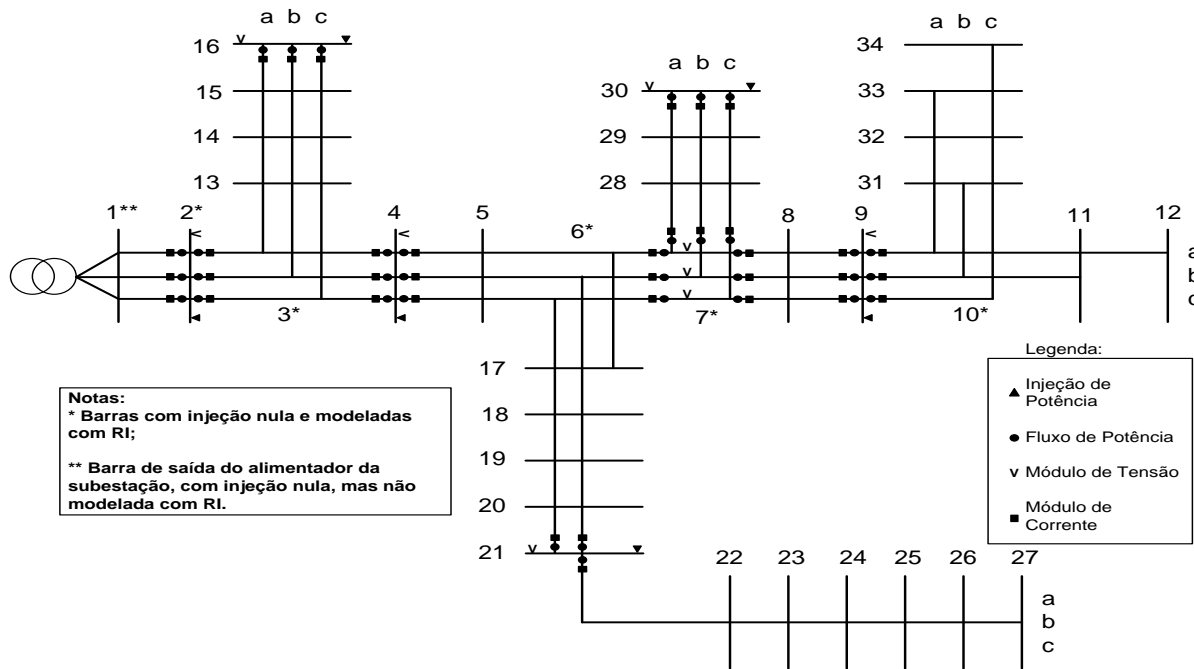 a b c
16
15
14
13
a b c
30
29
28
a b c
34
33
32
31
1**
2*
3*
4
5
6*
7*
8
9
10*
11
12
a
b
c
17
18
19
20
21
22
23
24
25
26
27
a
b
c
Notas:
* Barras com injeção nula e modeladas
com RI;
** Barra de saída do alimentador da
subestação, com injeção nula, mas não
modelada com RI.
Legenda:
Injeção de
Potência
Fluxo de Potência
Módulo de Tensão
Módulo de
Corrente